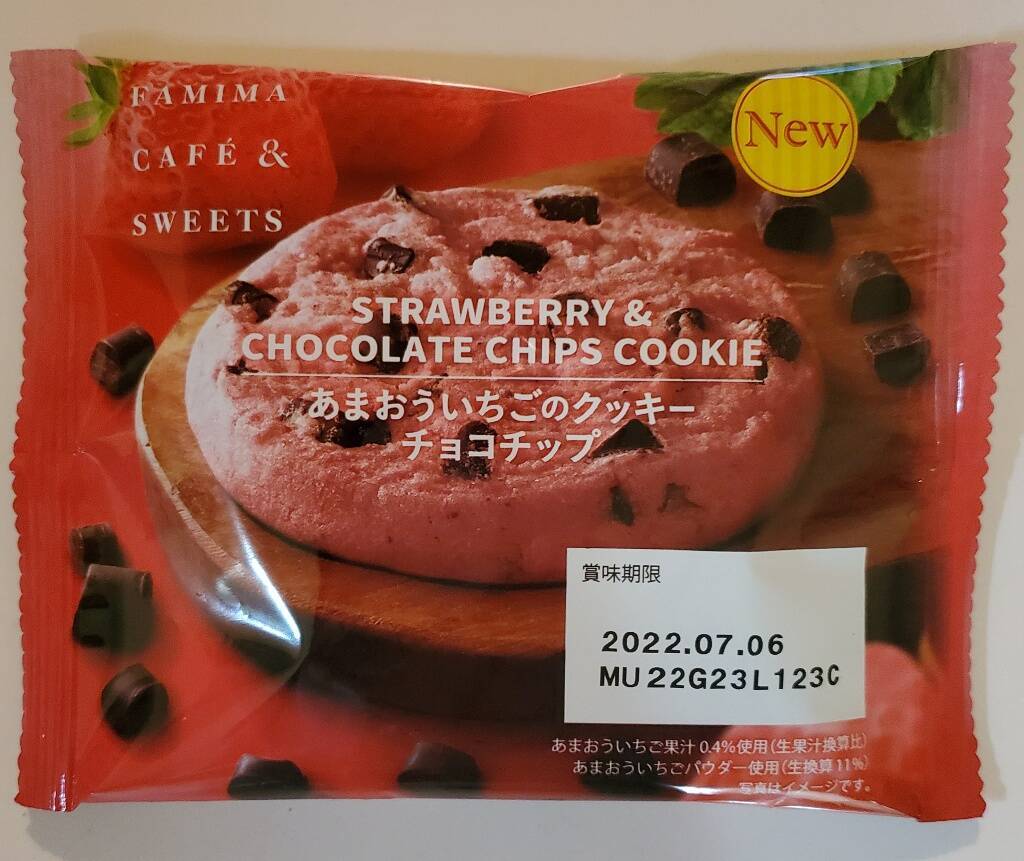 FAMIMA
CAFÉ &
SWEETS
New
STRAWBERRY &
CHOCOLATE CHIPS COOKIE
あまおういちごのクッキー
チョコチップ
賞味期限
2022.07.06
MU 22G23L123C
あまおういちご果汁 0.4%使用(生果汁換算比)
あまおういちごパウダー使用(生換算11%)
写真はイメージです。